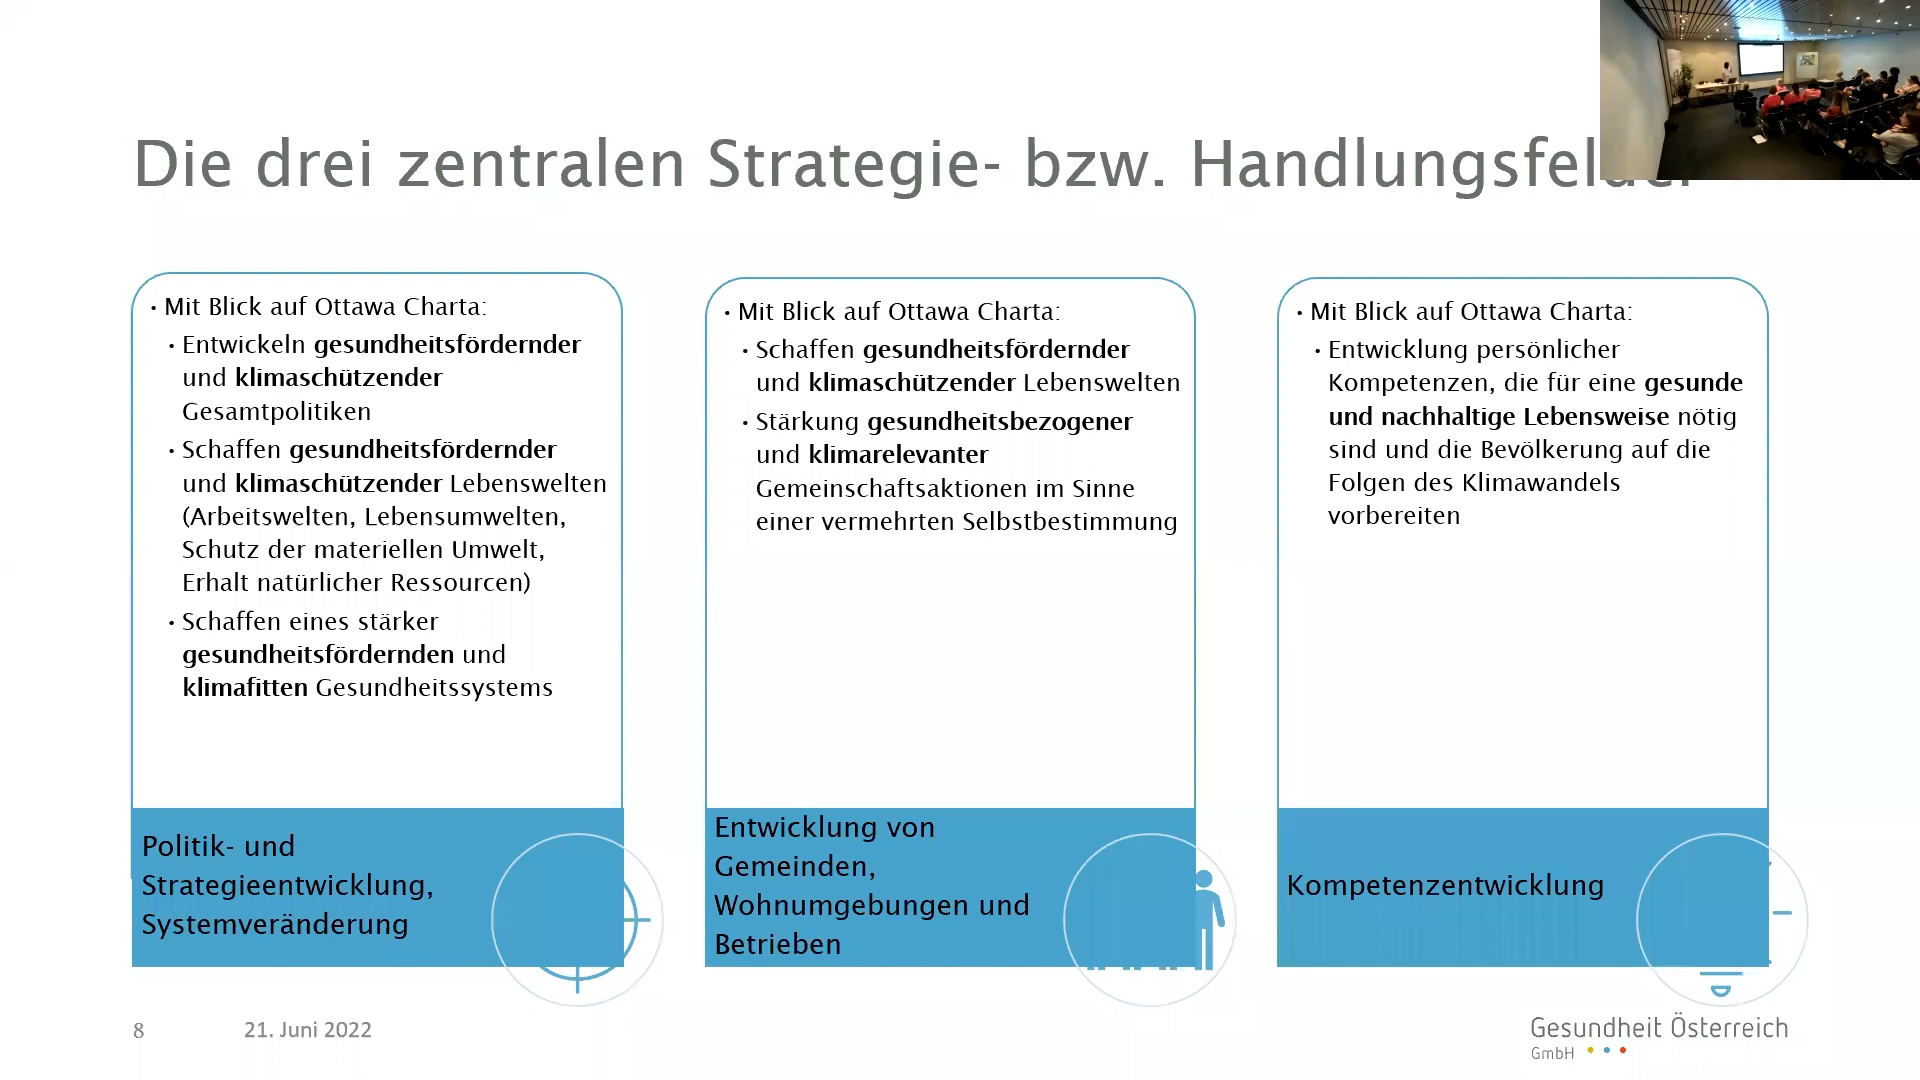 Die drei zentralen Strategie- bzw. Handlungsfelder
• Mit Blick auf Ottawa Charta:
• Entwickeln gesundheitsfördernder
und klimaschützender
Gesamtpolitiken
• Schaffen gesundheitsfördernder
und klimaschützender Lebenswelten
(Arbeitswelten, Lebensumwelten,
Schutz der materiellen Umwelt,
Erhalt natürlicher Ressourcen)
• Schaffen eines stärker
gesundheitsfördernden und
klimafitten Gesundheitssystems
Politik- und
Strategieentwicklung,
Systemveränderung
• Mit Blick auf Ottawa Charta:
• Schaffen gesundheitsfördernder
und klimaschützender Lebenswelten
• Stärkung gesundheitsbezogener
und klimarelevanter
Gemeinschaftsaktionen im Sinne
einer vermehrten Selbstbestimmung
Entwicklung von
Gemeinden,
Wohnumgebungen und
Betrieben
• Mit Blick auf Ottawa Charta:
• Entwicklung persönlicher
Kompetenzen, die für eine gesunde
und nachhaltige Lebensweise nötig
sind und die Bevölkerung auf die
Folgen des Klimawandels
vorbereiten
Kompetenzentwicklung
8
21. Juni 2022
Gesundheit Österreich
GmbH